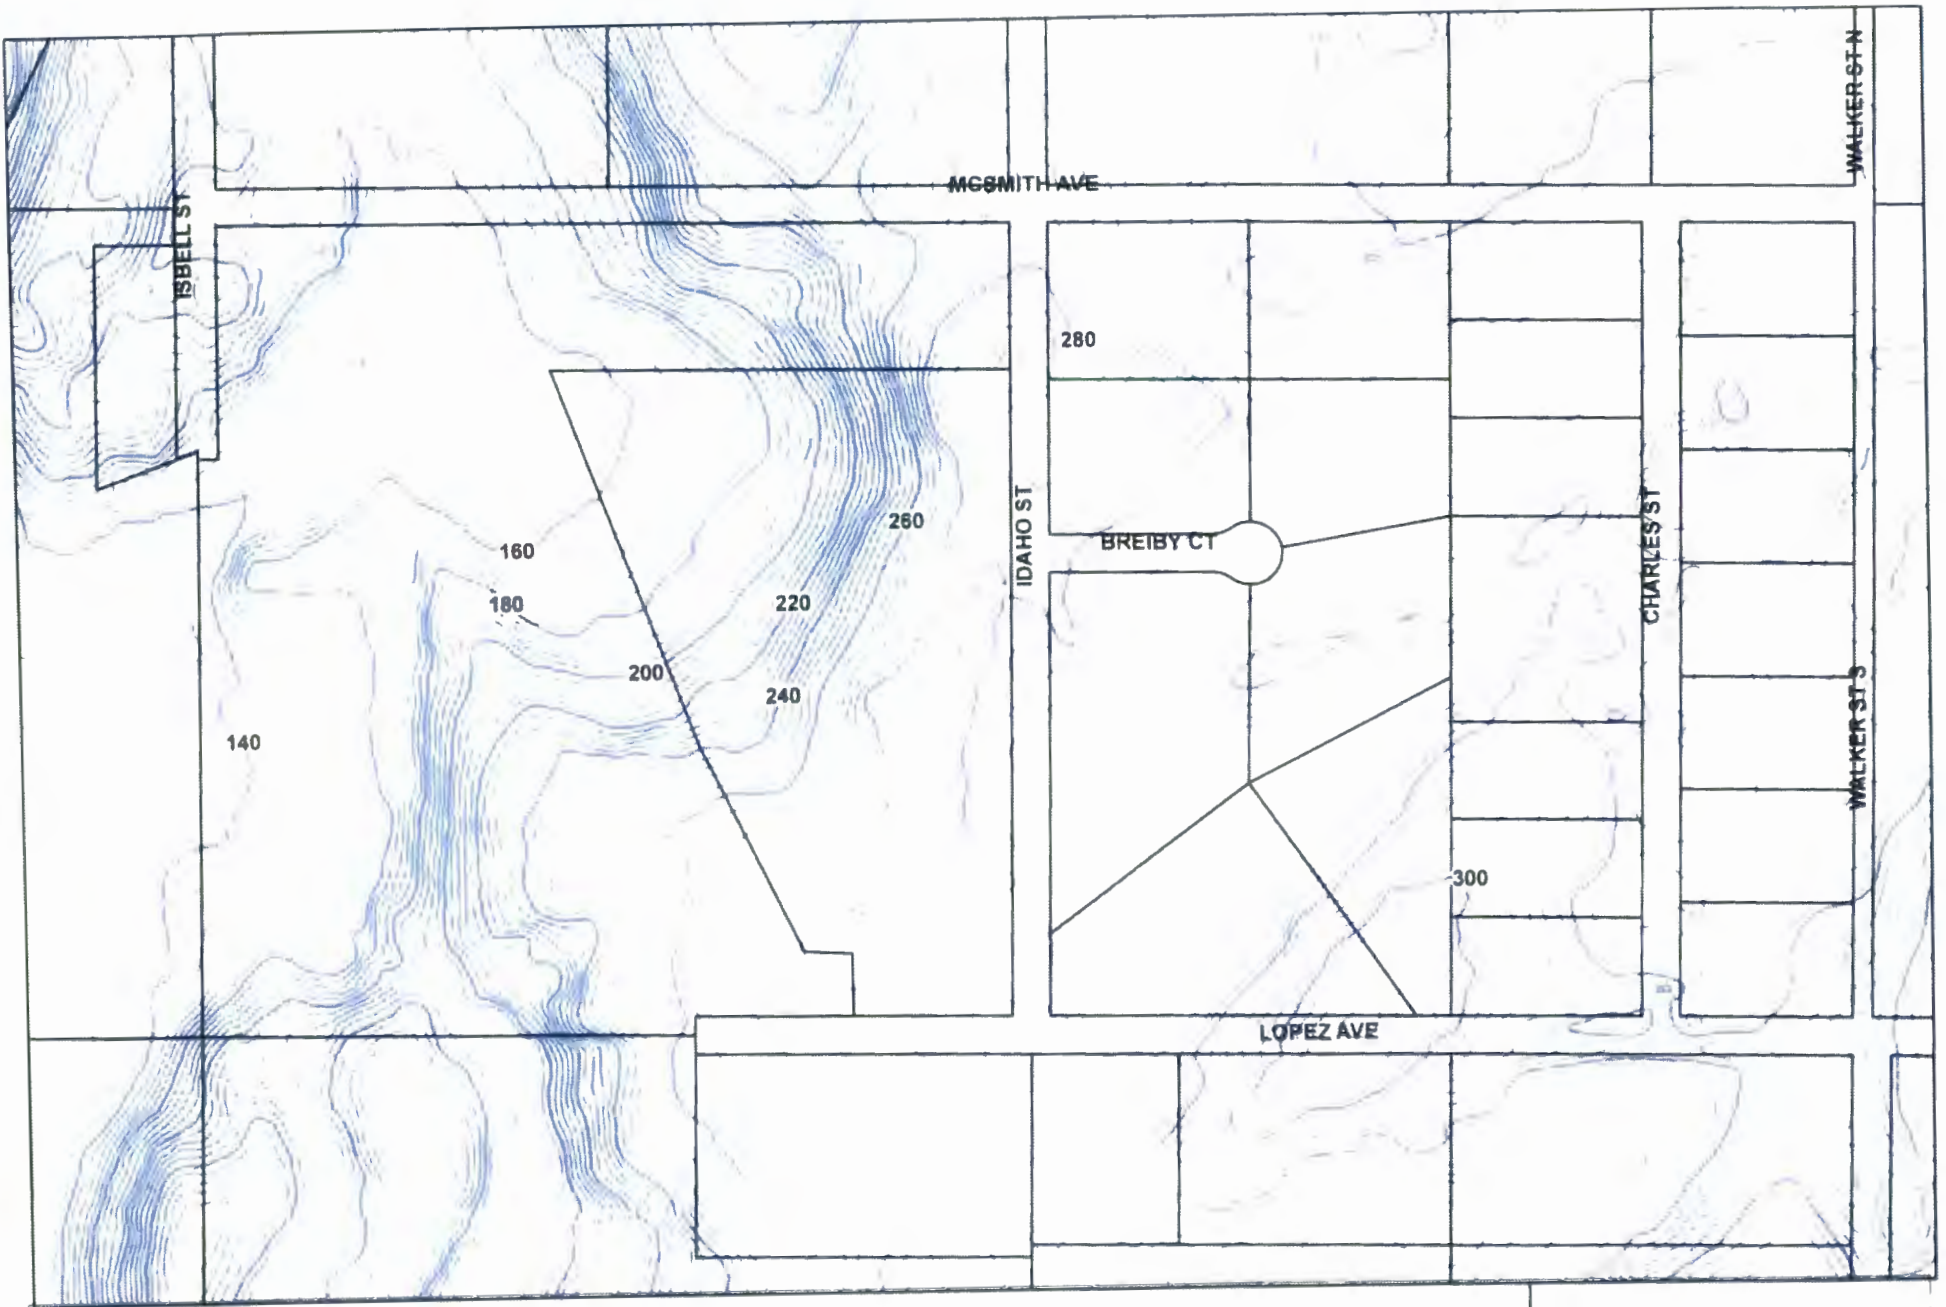 WALKER ST N
MCSMITH AVE
ISBELL ST
280
260
IDAHO ST
BREIBY CT
CHARLES ST
160
180
220
200
240
140
WALKER ST S
300
LOPEZ AVE